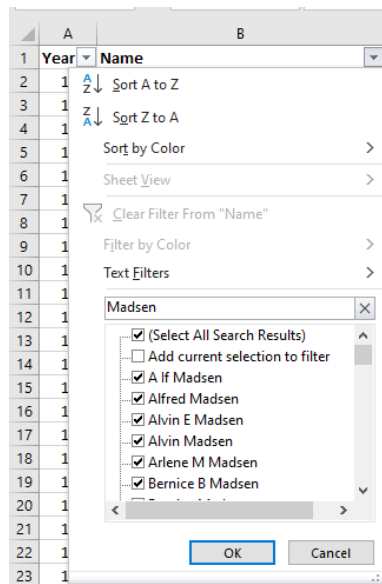 A B
1 Year Name
2 1 Sort A to Z
3 1
4 1 Sort Z to A
5 1 Sort by Color
6 1 Sheet View
7 1
8 1 Clear Filter From "Name"
9 1 Filter by Color
10 1 Text Filters
11 1
12 1 Madsen
13 1 (Select All Search Results)
14 1 Add current selection to filter
15 1 A If Madsen
16 1 Alfred Madsen
17 1 Alvin E Madsen
Alvin Madsen
18 1 Arlene M Madsen
19 1 Bernice B Madsen
20 1
21 1
22 1 OK Cancel
23 1